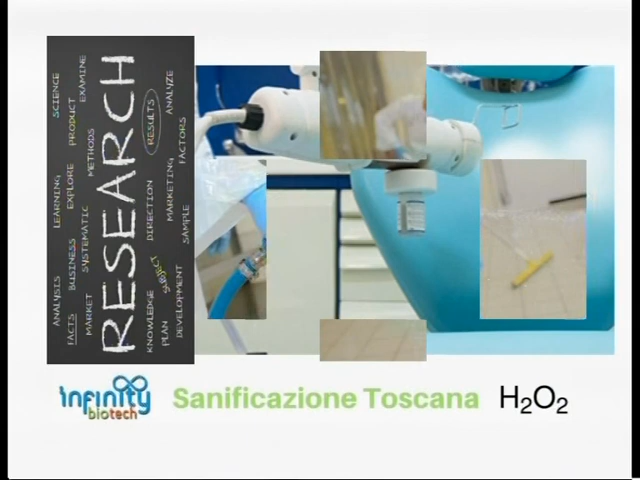 SCIENCE
EXAMINE
PRODUCT
METHODS
LEARNING
EXPLORE
SYSTEMATIC
BUSINESS
ANALYSIS
FACTS
MARKET
RESEARCH
RESULTS
ANALYZE
FACTORS
MARKETING
DIRECTION
SAMPLE
SUBJECT
KNOWLEDGE
PLAN
DEVELOPMENT
infinity biotech
Sanificazione Toscana H₂O₂